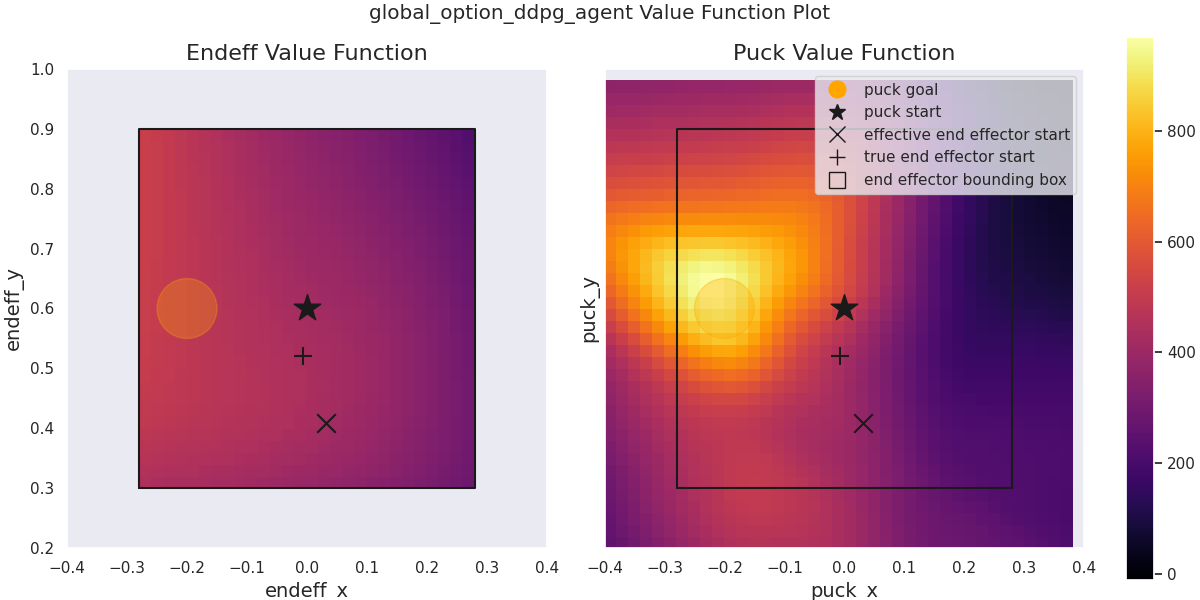 global_option_ddpg_agent Value Function Plot
Endeff Value Function
1.0
0.9
0.8
0.7
0.6
0.5
0.4
0.3
0.2
endeff_y
−0.4 −0.3 −0.2 −0.1 0.0 0.1 0.2 0.3 0.4
endeff_x
Puck Value Function
puck goal
puck start
effective end effector start
true end effector start
end effector bounding box
puck_y
−0.4 −0.3 −0.2 −0.1 0.0 0.1 0.2 0.3 0.4
puck_x
800
600
400
200
0